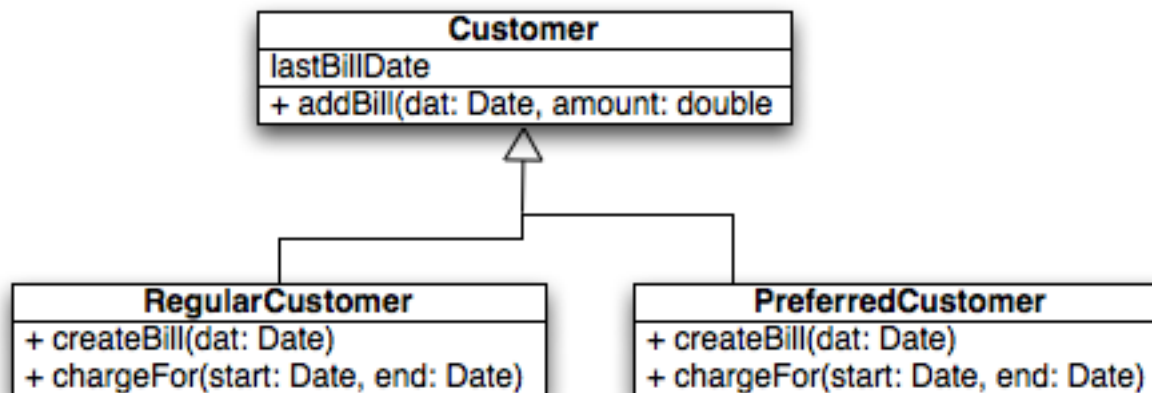 Customer
lastBillDate
+ addBill(dat: Date, amount: double
RegularCustomer
+ createBill(dat: Date)
+ chargeFor(start: Date, end: Date)
PreferredCustomer
+ createBill(dat: Date)
+ chargeFor(start: Date, end: Date)